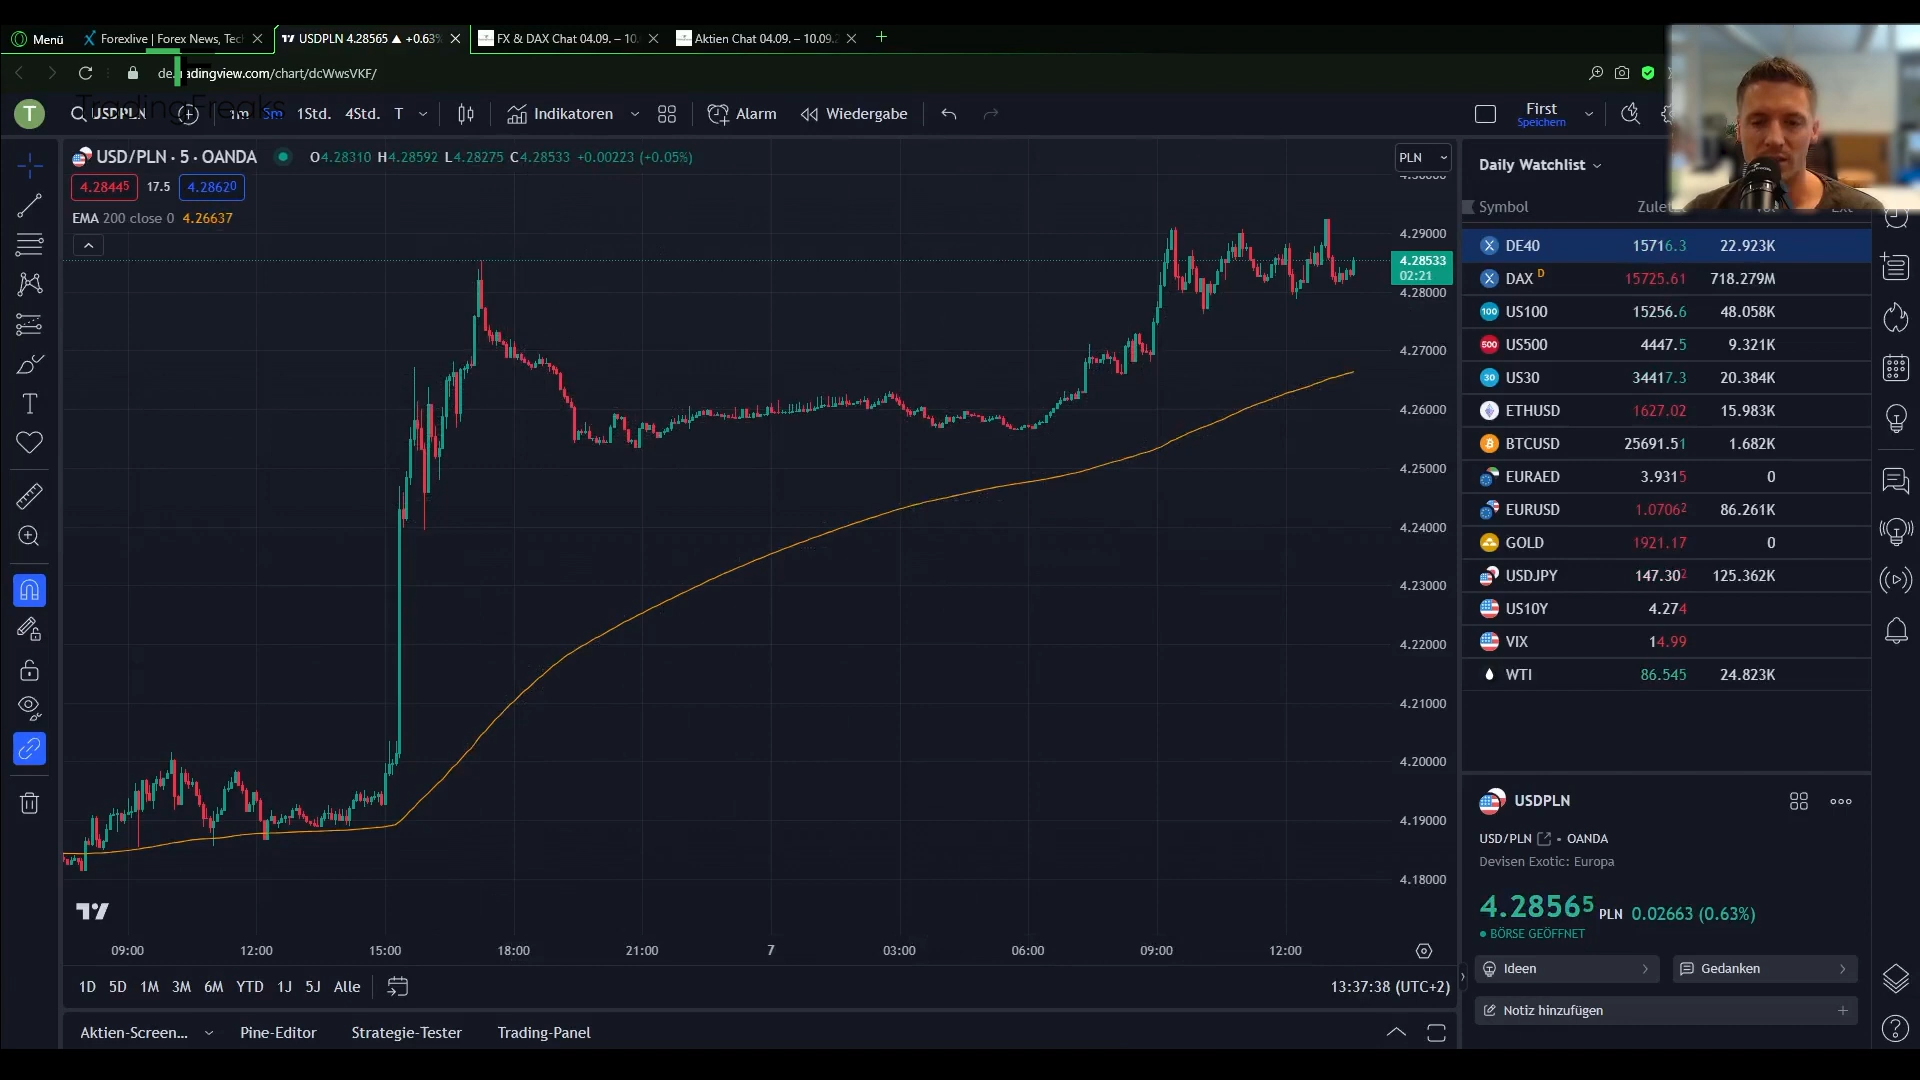 Menü
Forexlive | Forex News, Tec
USDPLN 4.28565 ▲ +0.63%
FX & DAX Chat 04.09. – 10.
Aktien Chat 04.09. – 10.09.
de.tradingview.com/chart/dcWwsVKF/
TradingFreaks
T
USDPLN
1m 5m 1Std. 4Std. T
Indikatoren
Alarm
Wiedergabe
First
Speichern
USD/PLN · 5 · OANDA
O4.28310 H4.28592 L4.28275 C4.28533 +0.00223 (+0.05%)
PLN
4.28445 17.5 4.28620
EMA 200 close 0 4.26637
4.30000
4.29000
4.28533
02:21
4.28000
4.27000
4.26000
4.25000
4.24000
4.23000
4.22000
4.21000
4.20000
4.19000
4.18000
09:00 12:00 15:00 18:00 21:00 7 03:00 06:00 09:00 12:00
1D 5D 1M 3M 6M YTD 1J 5J Alle
13:37:38 (UTC+2)
Aktien-Screen... Pine-Editor Strategie-Tester Trading-Panel
Daily Watchlist
Symbol
DE40 15716.3 22.923K
DAX D 15725.61 718.279M
100 US100 15256.6 48.058K
500 US500 4447.5 9.321K
30 US30 34417.3 20.384K
ETHUSD 1627.02 15.983K
BTCUSD 25691.51 1.682K
EURAED 3.9315 0
EURUSD 1.07062 86.261K
GOLD 1921.17 0
USDJPY 147.302 125.362K
US10Y 4.274
VIX 14.99
WTI 86.545 24.823K
USDPLN
USD/PLN · OANDA
Devisen Exotic: Europa
4.28565 PLN 0.02663 (0.63%)
BÖRSE GEÖFFNET
Ideen
Gedanken
Notiz hinzufügen